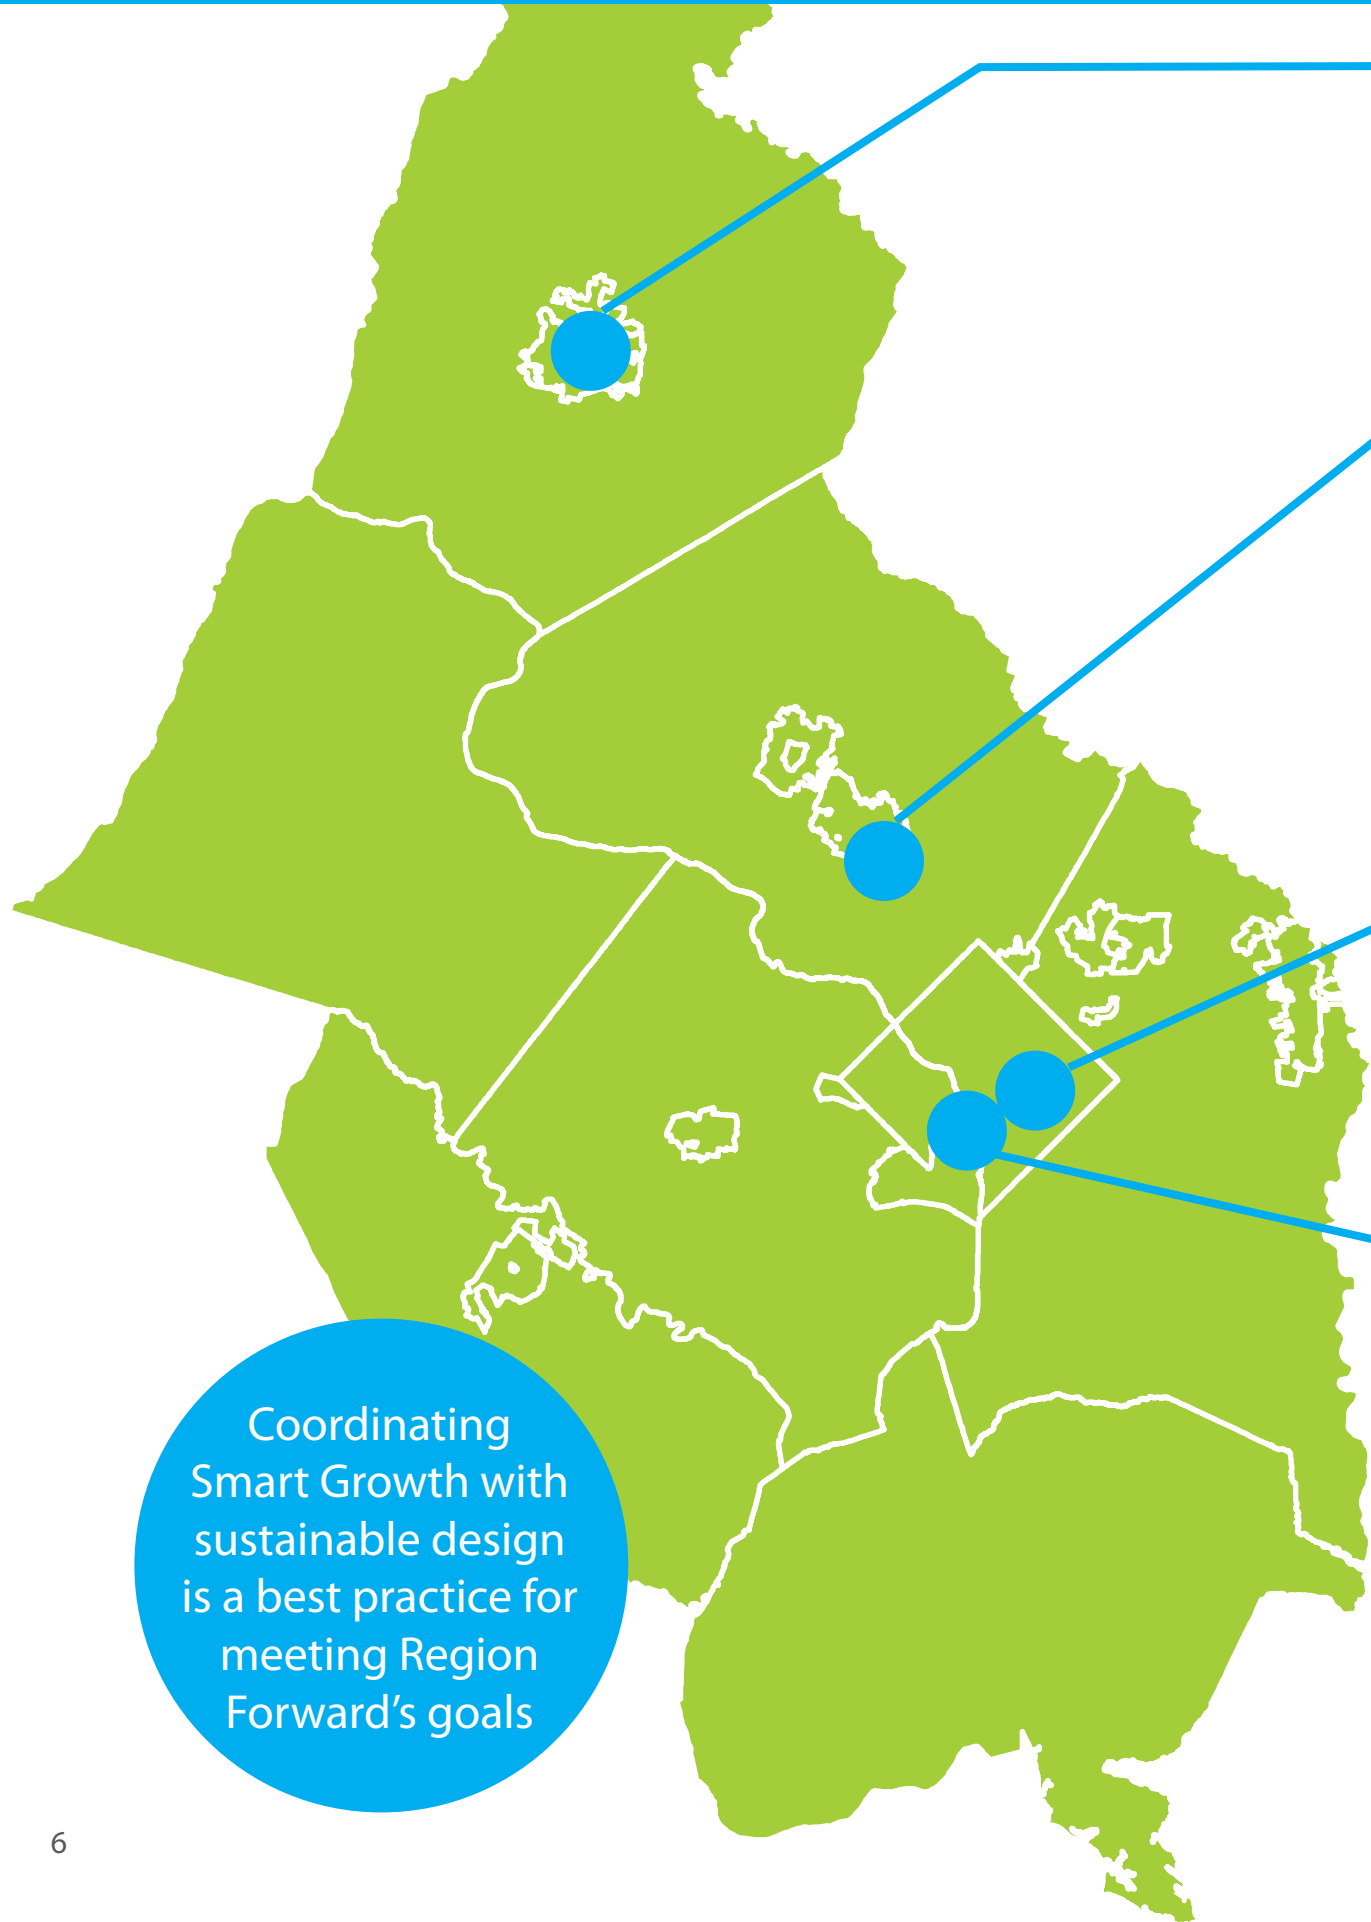 Coordinating
Smart Growth with
sustainable design
is a best practice for
meeting Region
Forward’s goals
6